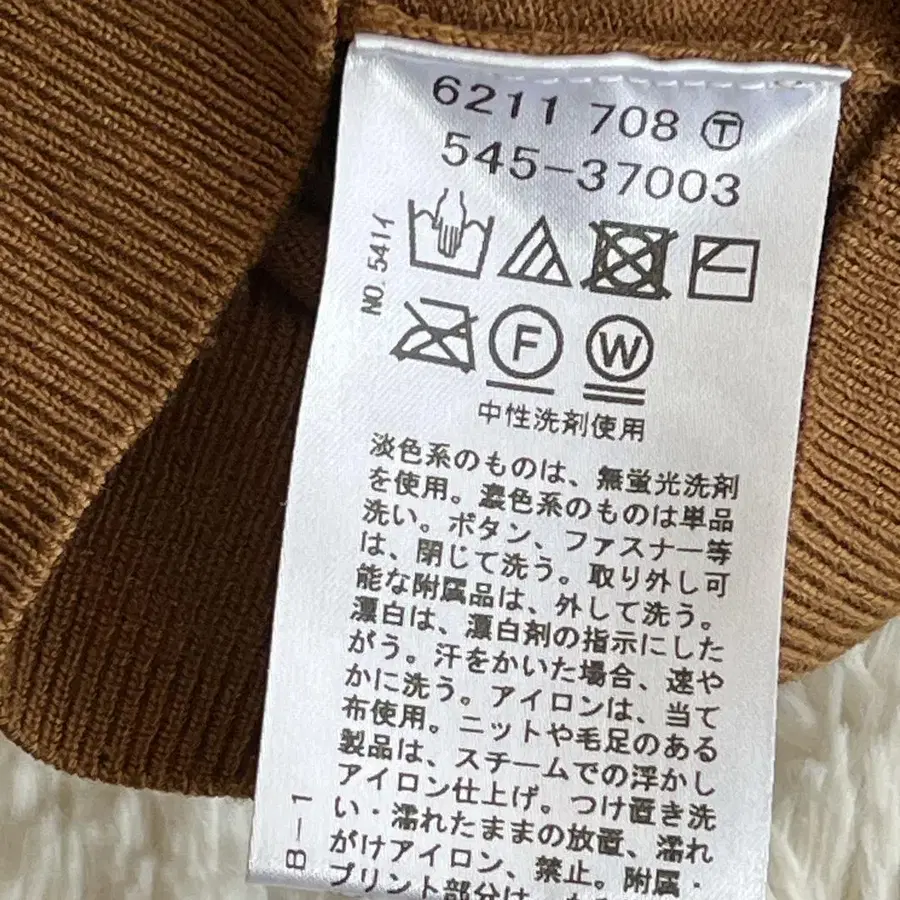 6211 708 Ⓣ
545-37003
NO.541イ
F
W
中性洗剤使用
淡色系のものは、無蛍光洗剤
を使用。濃色系のものは単品
洗い。ボタン、ファスナー等
は、閉じて洗う。取り外し可
能な附属品は、外して洗う。
漂白は、漂白剤の指示にした
がう。汗をかいた場合、速や
かに洗う。アイロンは、当て
布使用。ニットや毛足のある
製品は、スチームでの浮かし
アイロン仕上げ。つけ置き洗
い・濡れたままの放置、濡れ
がけアイロン、禁止。附属・
プリント部分は、
B-1